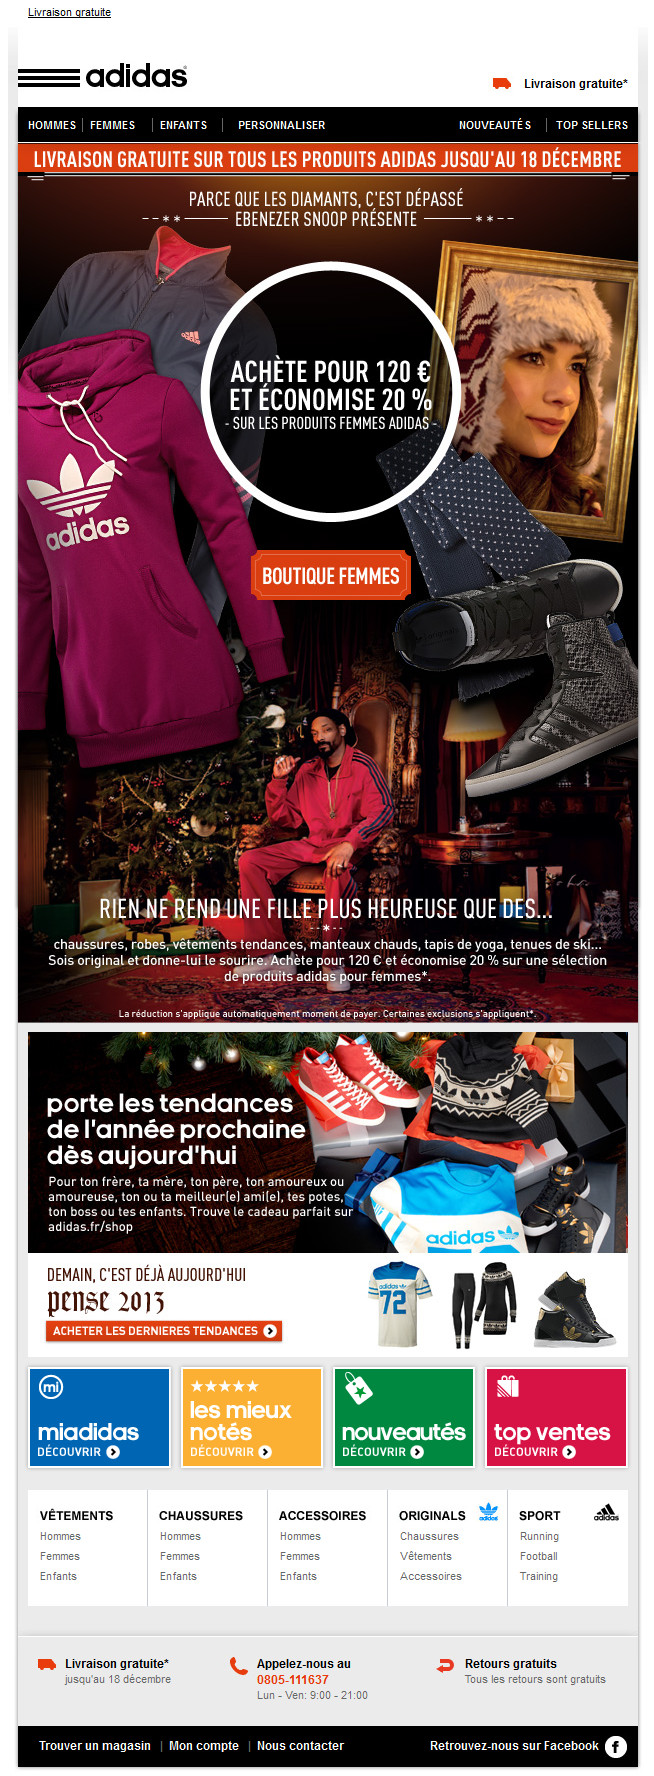 Livraison gratuite
adidas
Livraison gratuite*
HOMMES FEMMES ENFANTS PERSONNALISER NOUVEAUTÉS TOP SELLERS
LIVRAISON GRATUITE SUR TOUS LES PRODUITS ADIDAS JUSQU'AU 18 DÉCEMBRE
PARCE QUE LES DIAMANTS, C'EST DÉPASSÉ
--**—— EBENEZER SNOOP PRÉSENTE ——**--
ACHÈTE POUR 120 €
ET ÉCONOMISE 20 %
- SUR LES PRODUITS FEMMES ADIDAS -
adidas
BOUTIQUE FEMMES
RIEN NE REND UNE FILLE PLUS HEUREUSE QUE DES...
--*--
chaussures, robes, vêtements tendances, manteaux chauds, tapis de yoga, tenues de ski...
Sois original et donne-lui le sourire. Achète pour 120 € et économise 20 % sur une sélection
de produits adidas pour femmes*.
La réduction s'applique automatiquement moment de payer. Certaines exclusions s'appliquent*.
porte les tendances
de l'année prochaine
dès aujourd'hui
Pour ton frère, ta mère, ton père, ton amoureux ou
amoureuse, ton ou ta meilleur(e) ami(e), tes potes,
ton boss ou tes enfants. Trouve le cadeau parfait sur
adidas.fr/shop
adidas
DEMAIN, C'EST DÉJÀ AUJOURD'HUI
pense 2013
ACHETER LES DERNIERES TENDANCES
adidas
72
mi
miadidas
DÉCOUVRIR
les mieux
notés
DÉCOUVRIR
nouveautés
DÉCOUVRIR
top ventes
DÉCOUVRIR
VÊTEMENTS
Hommes
Femmes
Enfants
CHAUSSURES
Hommes
Femmes
Enfants
ACCESSOIRES
Hommes
Femmes
Enfants
ORIGINALS adidas
Chaussures
Vêtements
Accessoires
SPORT adidas
Running
Football
Training
Livraison gratuite*
jusqu'au 18 décembre
Appelez-nous au
0805-111637
Lun - Ven: 9:00 - 21:00
Retours gratuits
Tous les retours sont gratuits
Trouver un magasin | Mon compte | Nous contacter
Retrouvez-nous sur Facebook f